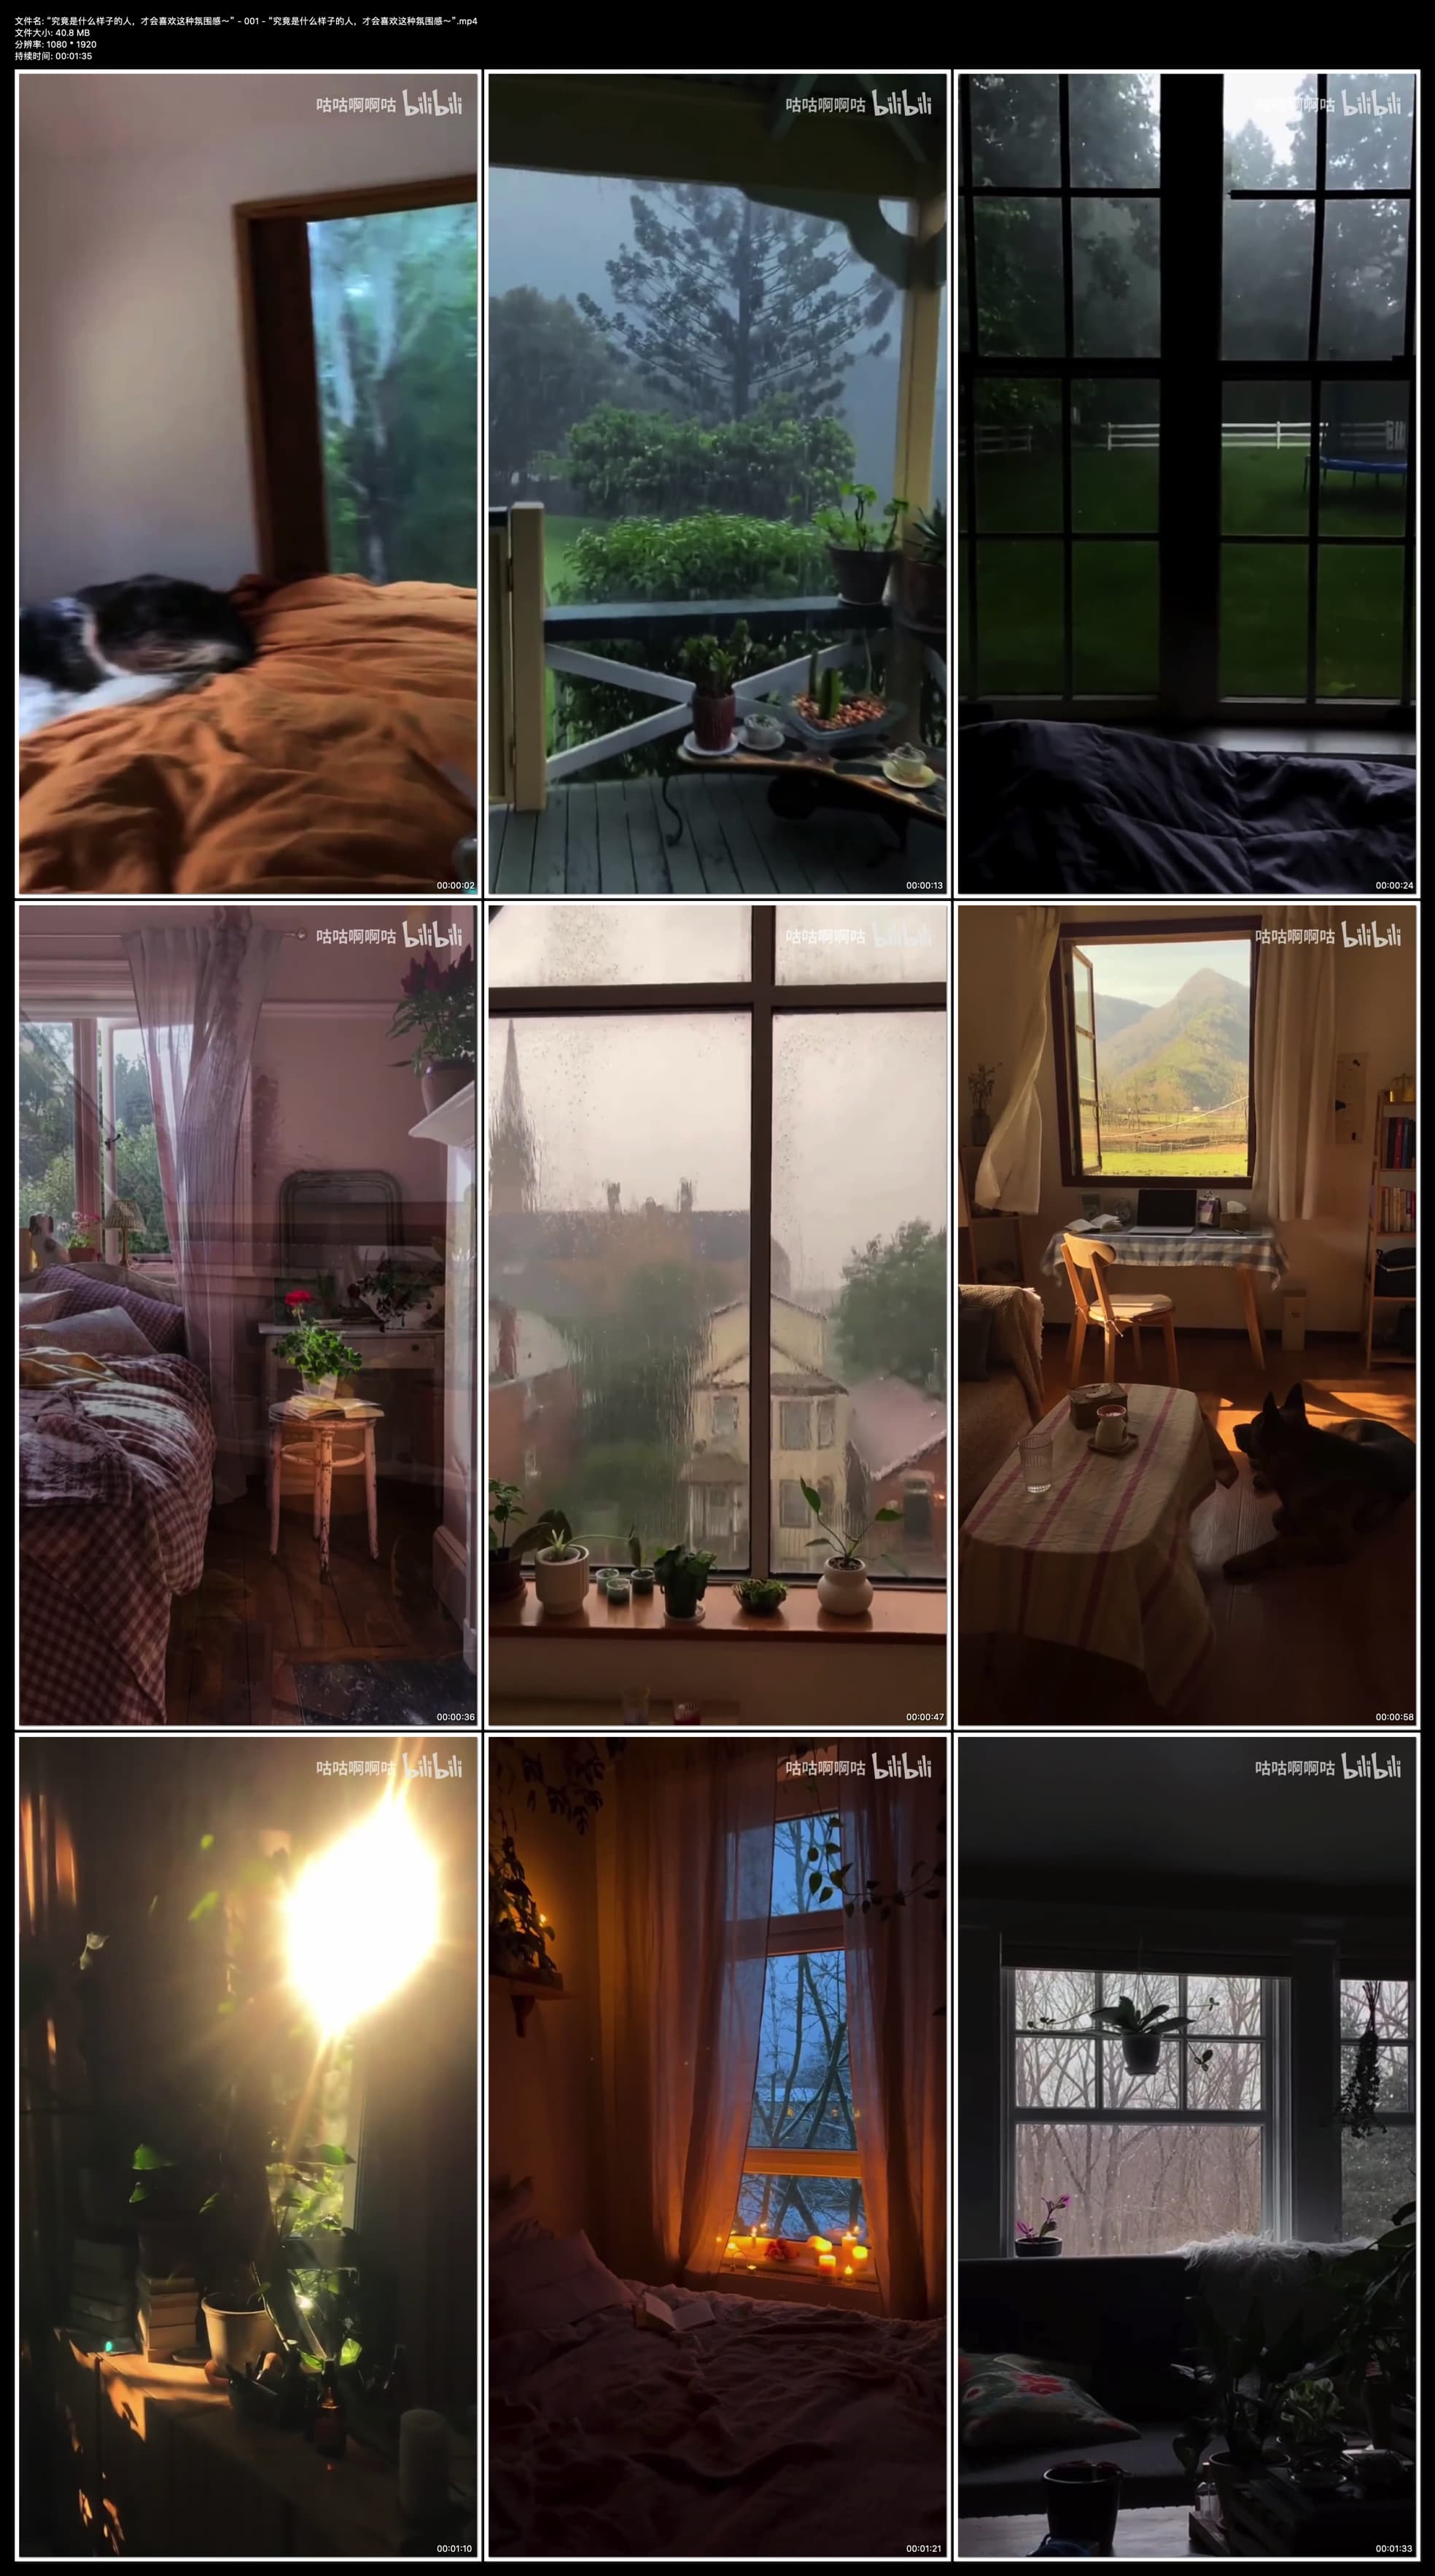 文件名: “究竟是什么样子的人，才会喜欢这种氛围感～” - 001 - “究竟是什么样子的人，才会喜欢这种氛围感～”.mp4
文件大小: 40.8 MB
分辨率: 1080 * 1920
持续时间: 00:01:35
咕咕啊啊咕 bilibili
咕咕啊啊咕 bilibili
咕咕啊啊咕 bilibili
00:00:02
00:00:13
00:00:24
咕咕啊啊咕 bilibili
咕咕啊啊咕 bilibili
咕咕啊啊咕 bilibili
00:00:36
00:00:47
00:00:58
咕咕啊啊咕 bilibili
咕咕啊啊咕 bilibili
咕咕啊啊咕 bilibili
00:01:10
00:01:21
00:01:33